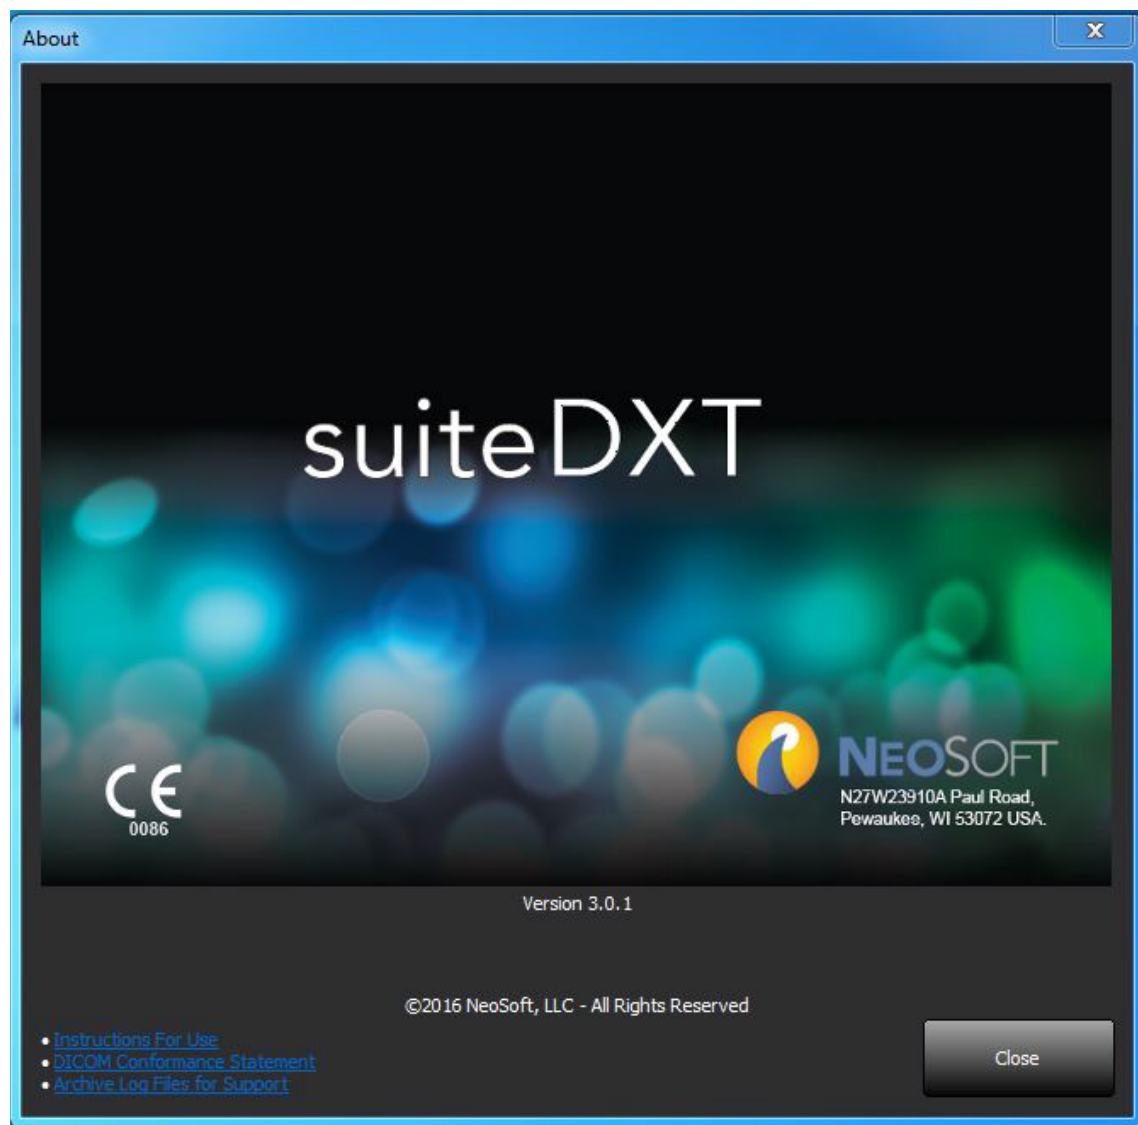 About
X
suiteDXT
CE
0086
NEOSOFT
N27W23910A Paul Road,
Pewaukee, WI 53072 USA.
Version 3.0.1
©2016 NeoSoft, LLC - All Rights Reserved
• Instructions For Use
• DICOM Conformance Statement
• Archive Log Files for Support
Close